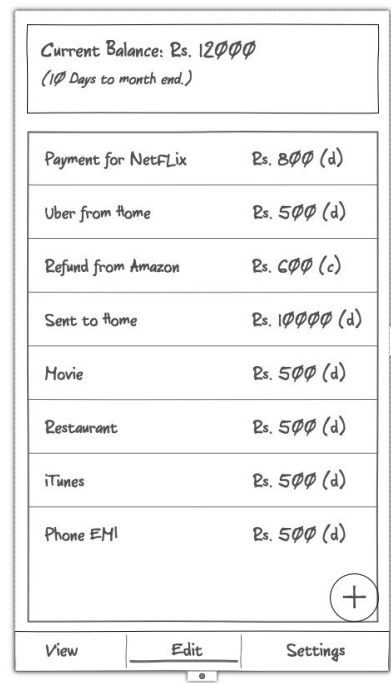 Current Balance: Rs. 12000
(10 Days to month end.)
Payment for NetFLix Rs. 800 (d)
Uber from Home Rs. 500 (d)
Refund from Amazon Rs. 600 (c)
Sent to Home Rs. 10000 (d)
Movie Rs. 500 (d)
Restaurant Rs. 500 (d)
iTunes Rs. 500 (d)
Phone EMI Rs. 500 (d)
+
View Edit Settings